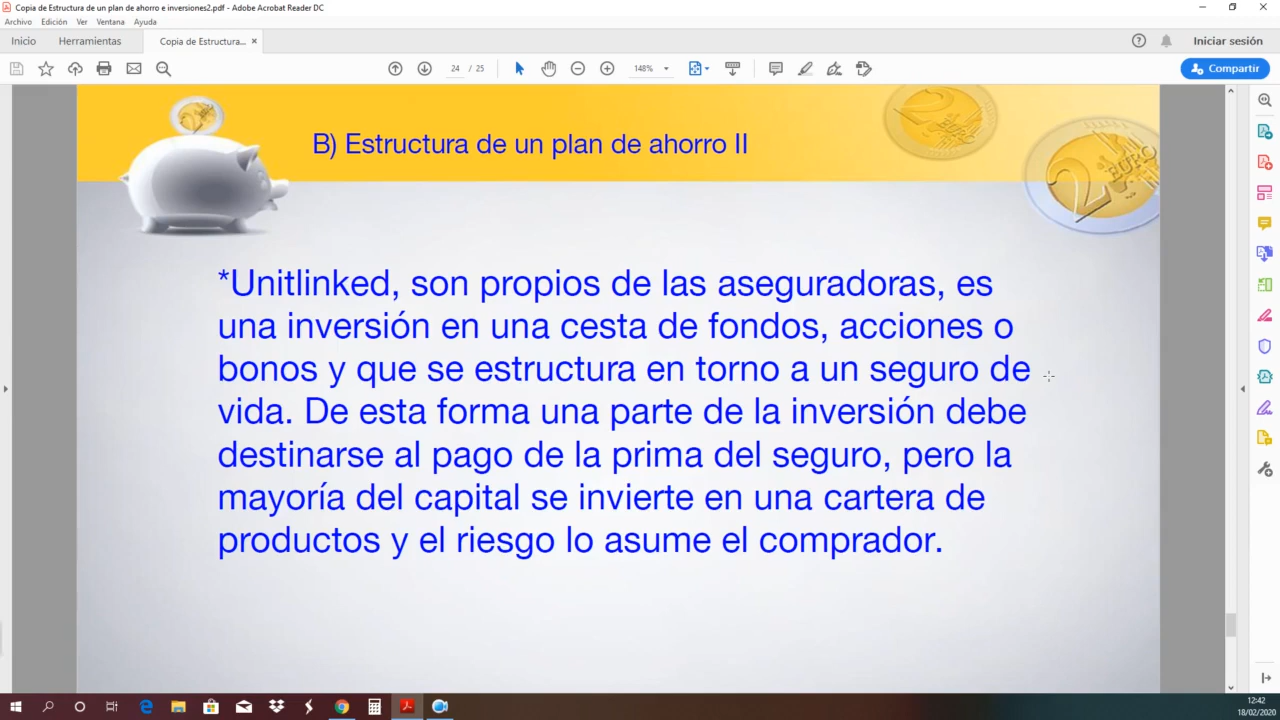 Copia de Estructura de un plan de ahorro e inversiones2.pdf - Adobe Acrobat Reader DC
Archivo Edición Ver Ventana Ayuda
Inicio Herramientas Copia de Estructura... × Iniciar sesión
24 / 25 148% Compartir
B) Estructura de un plan de ahorro II
*Unitlinked, son propios de las aseguradoras, es
una inversión en una cesta de fondos, acciones o
bonos y que se estructura en torno a un seguro de
vida. De esta forma una parte de la inversión debe
destinarse al pago de la prima del seguro, pero la
mayoría del capital se invierte en una cartera de
productos y el riesgo lo asume el comprador.
2 EURO
12:42
18/02/2020